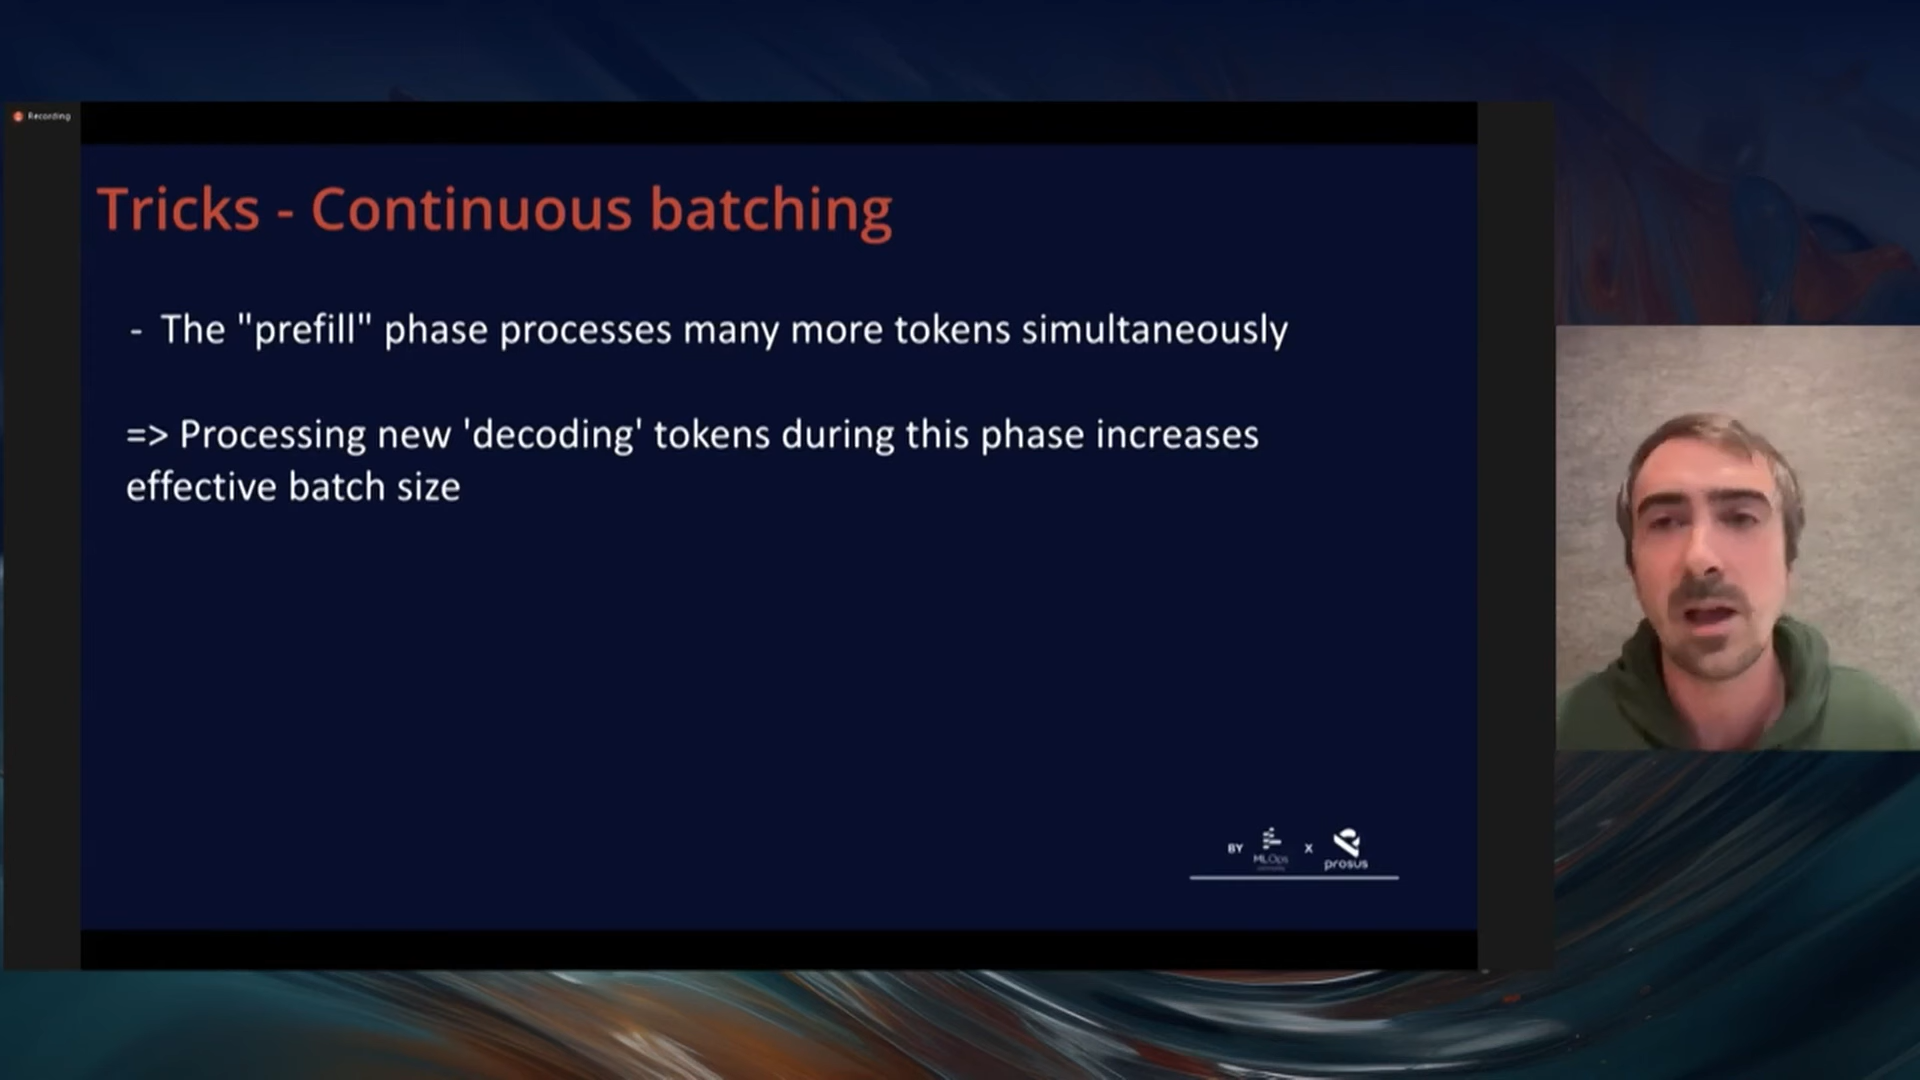 Recording
Tricks - Continuous batching
- The "prefill" phase processes many more tokens simultaneously
=> Processing new 'decoding' tokens during this phase increases
effective batch size
BY MLOps X prosus